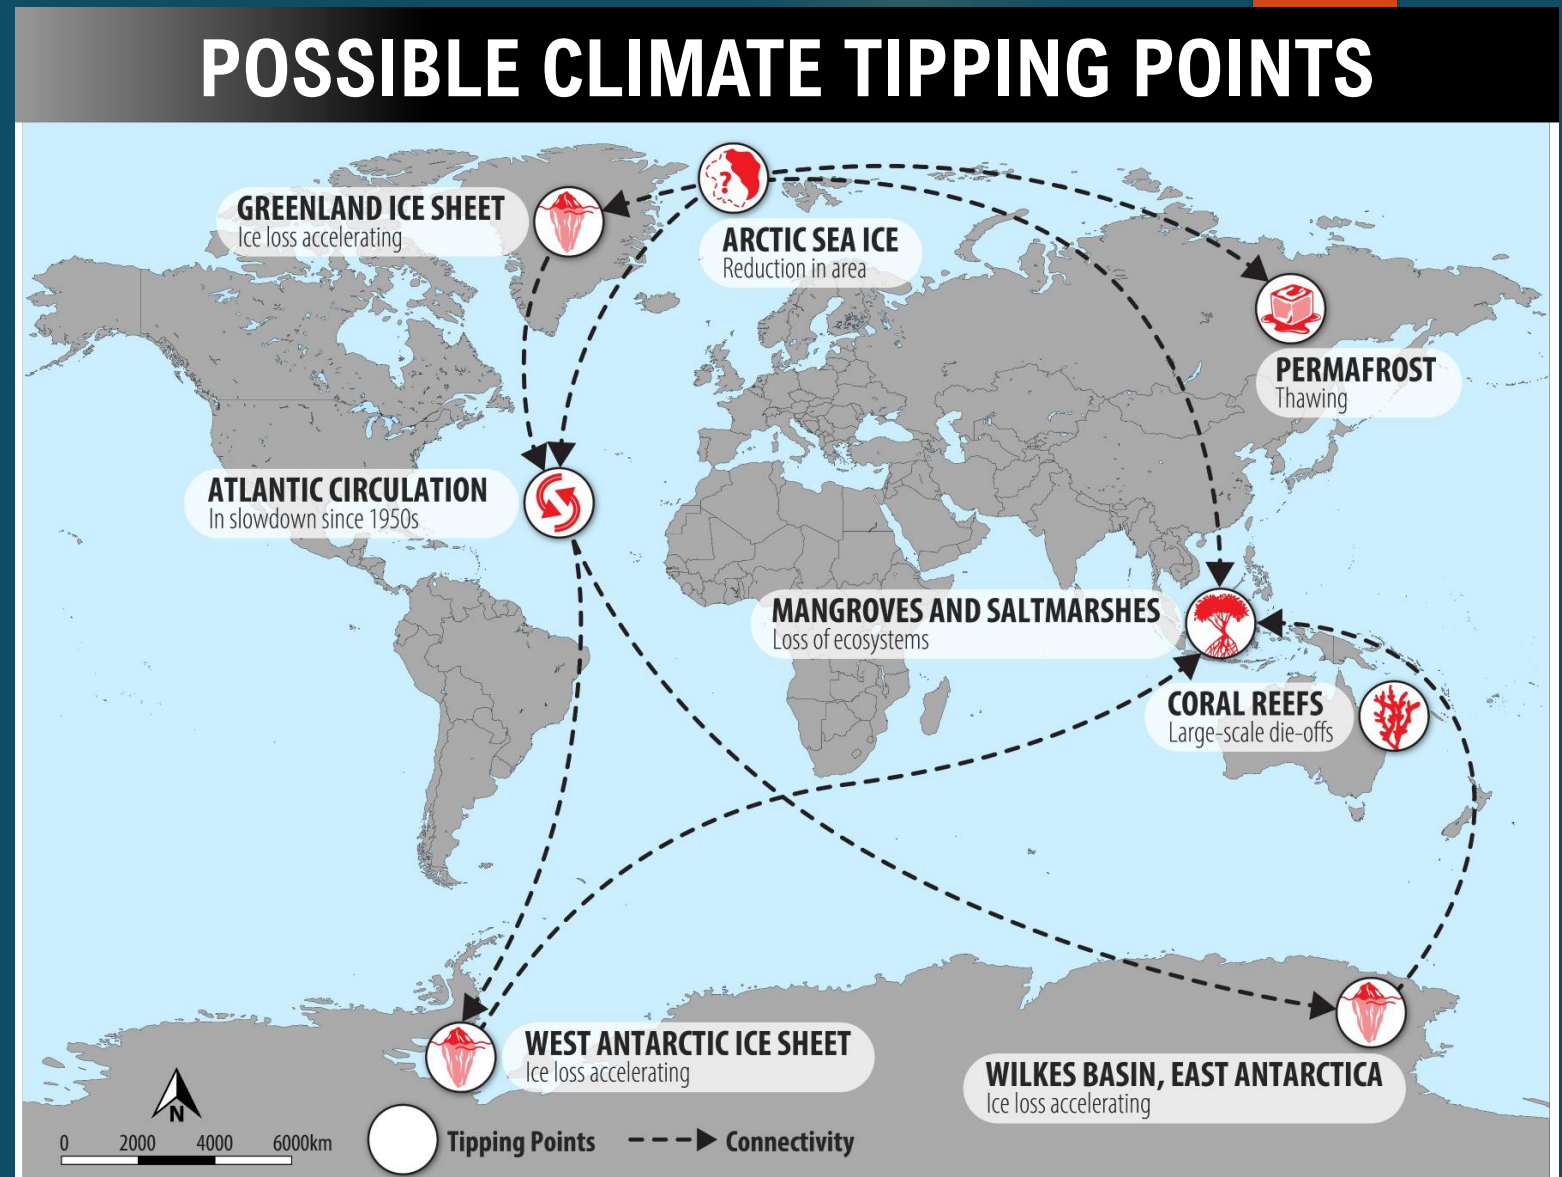 POSSIBLE CLIMATE TIPPING POINTS
GREENLAND ICE SHEET
Ice loss accelerating
?
ARCTIC SEA ICE
Reduction in area
PERMAFROST
Thawing
ATLANTIC CIRCULATION
In slowdown since 1950s
MANGROVES AND SALTMARSHES
Loss of ecosystems
CORAL REEFS
Large-scale die-offs
WEST ANTARCTIC ICE SHEET
Ice loss accelerating
WILKES BASIN, EAST ANTARCTICA
Ice loss accelerating
N
0 2000 4000 6000km
Tipping Points
Connectivity